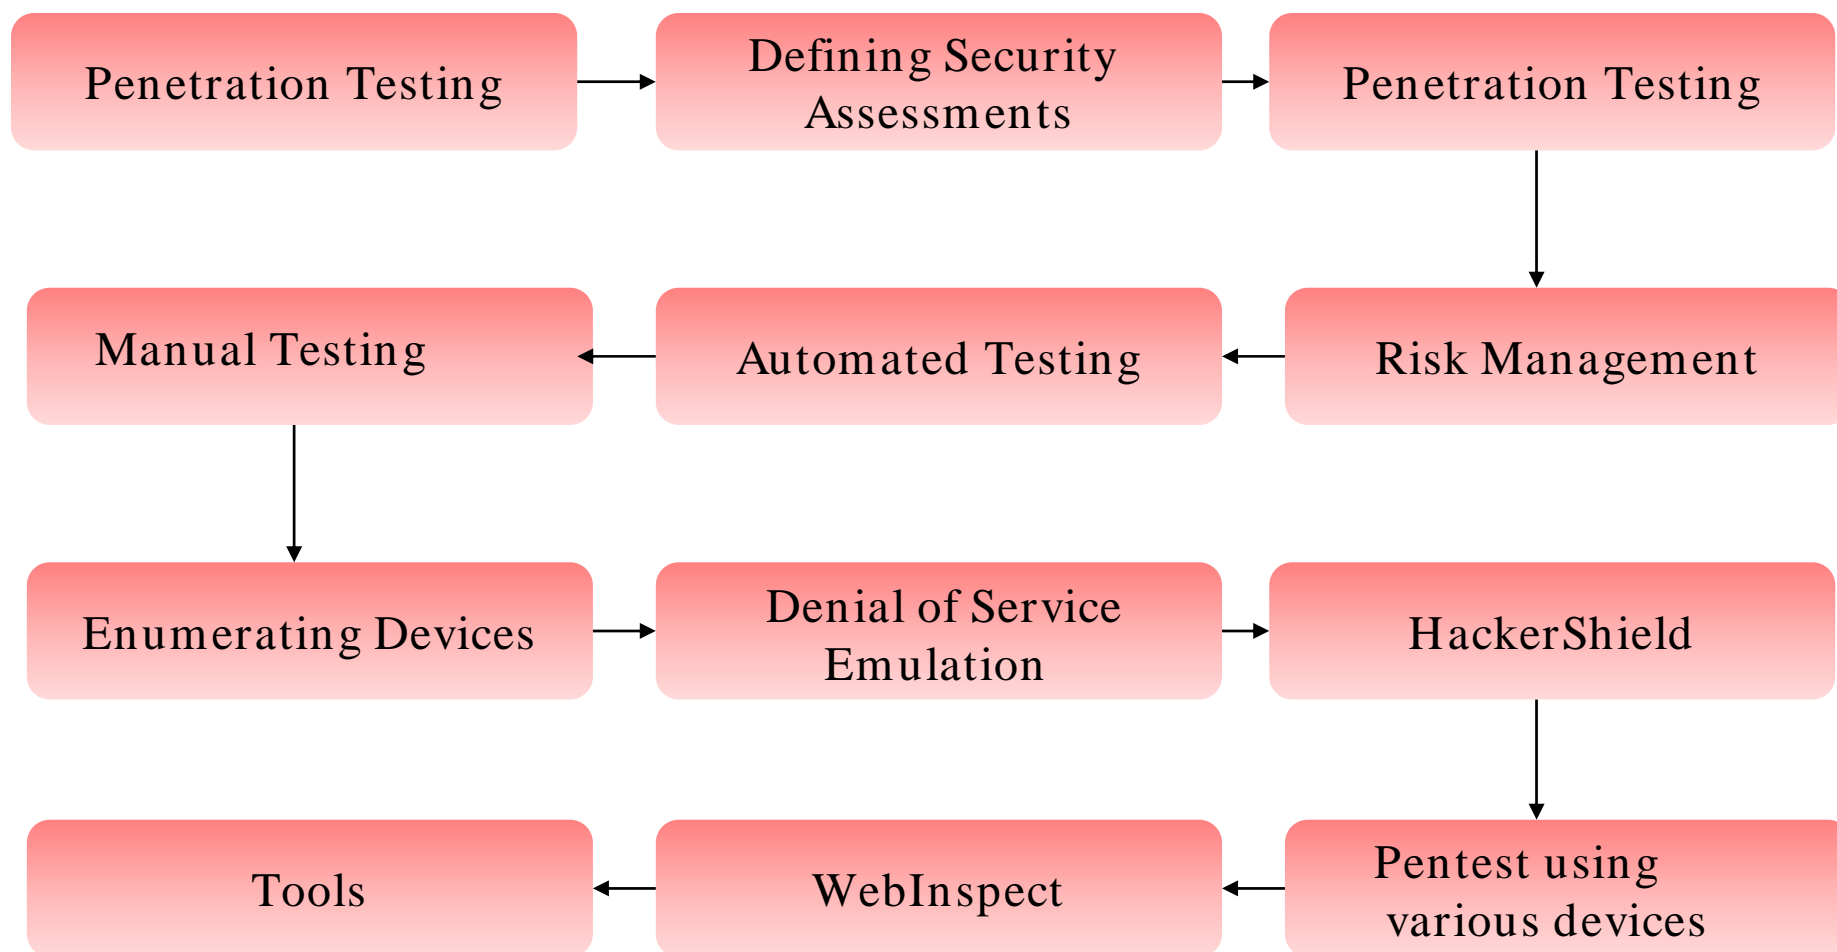 Penetration Testing
Defining Security
Assessments
Penetration Testing
Risk Management
Automated Testing
Manual Testing
Enumerating Devices
Denial of Service
Emulation
HackerShield
Pentest using
various devices
WebInspect
Tools